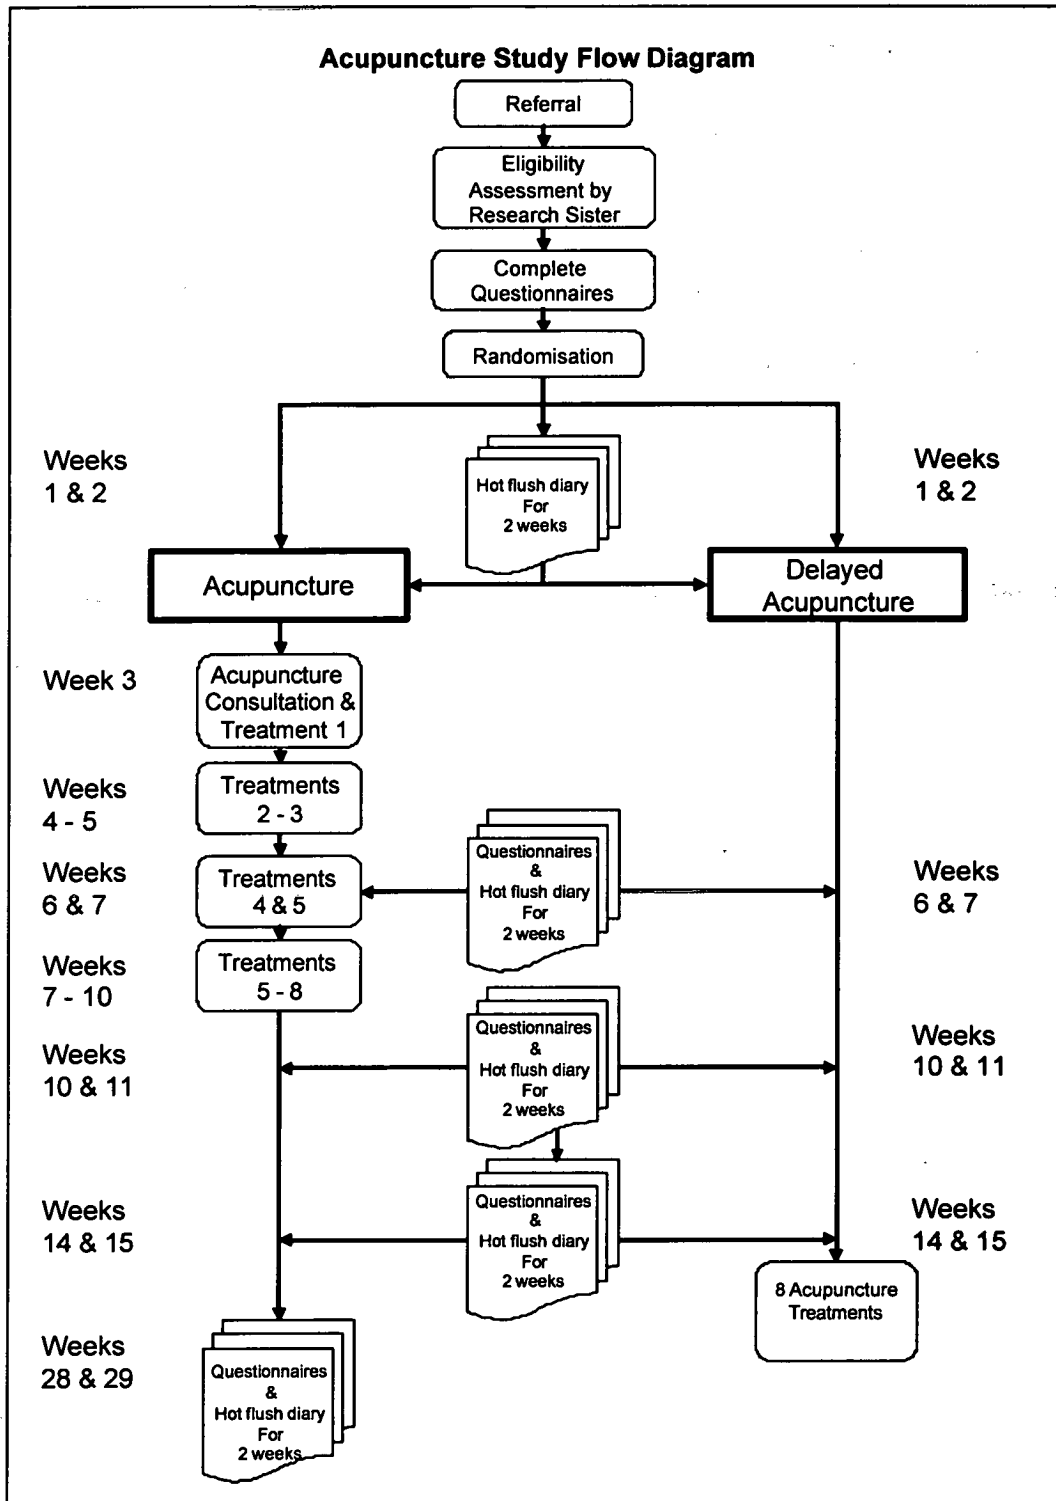 Acupuncture Study Flow Diagram
Referral
Eligibility
Assessment by
Research Sister
Complete
Questionnaires
Randomisation
Weeks
1 & 2
Hot flush diary
For
2 weeks
Weeks
1 & 2
Acupuncture
Delayed
Acupuncture
Week 3
Acupuncture
Consultation &
Treatment 1
Weeks
4 - 5
Treatments
2 - 3
Weeks
6 & 7
Treatments
4 & 5
Questionnaires
&
Hot flush diary
For
2 weeks
Weeks
6 & 7
Weeks
7 - 10
Treatments
5 - 8
Weeks
10 & 11
Questionnaires
&
Hot flush diary
For
2 weeks
Weeks
10 & 11
Weeks
14 & 15
Questionnaires
&
Hot flush diary
For
2 weeks
Weeks
14 & 15
8 Acupuncture
Treatments
Weeks
28 & 29
Questionnaires
&
Hot flush diary
For
2 weeks